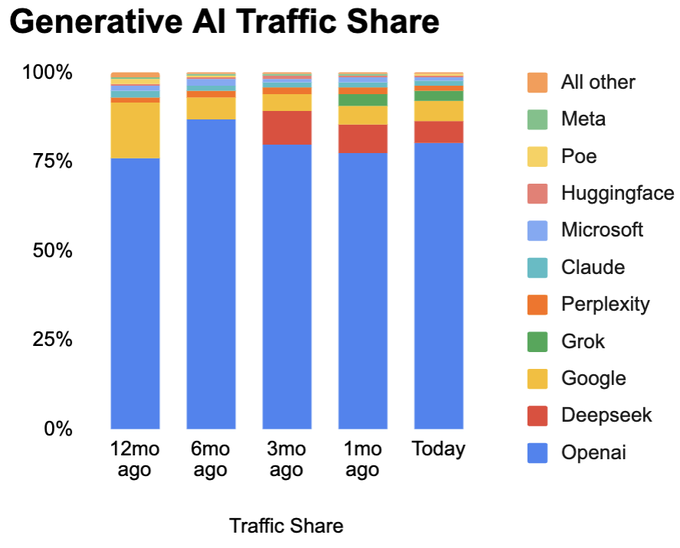 Generative AI Traffic Share
100%
75%
50%
25%
0%
12mo
ago
6mo
ago
3mo
ago
1mo
ago
Today
Traffic Share
All other
Meta
Poe
Huggingface
Microsoft
Claude
Perplexity
Grok
Google
Deepseek
Openai